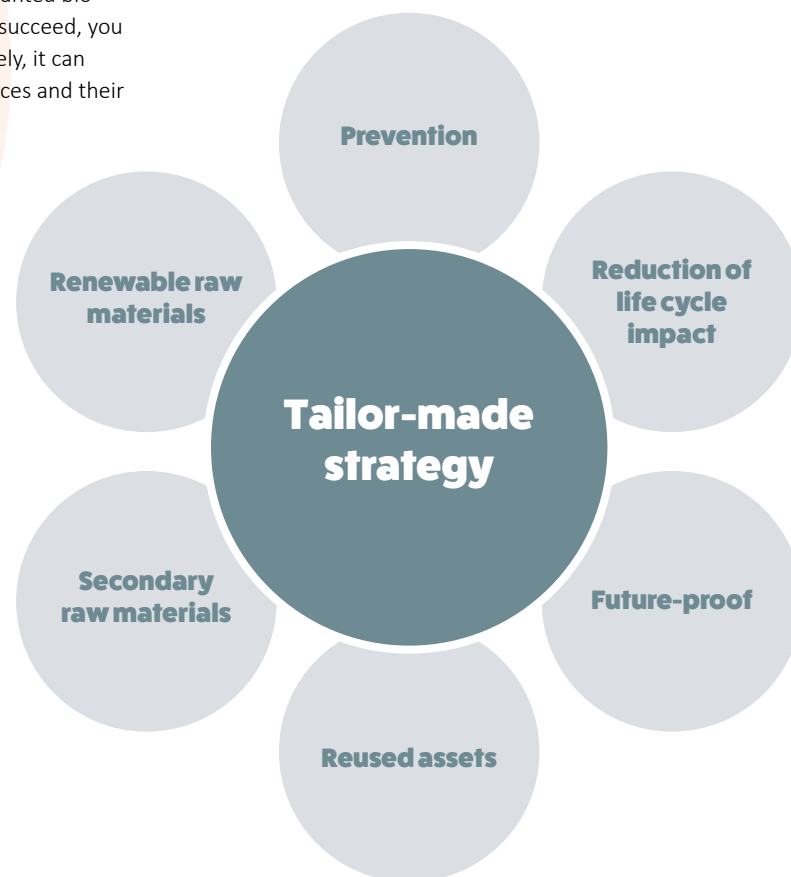 succeed, you
ely, it can
ces and their
Prevention
Renewable raw
materials
Reduction of
life cycle
impact
Tailor-made
strategy
Secondary
raw materials
Future-proof
Reused assets